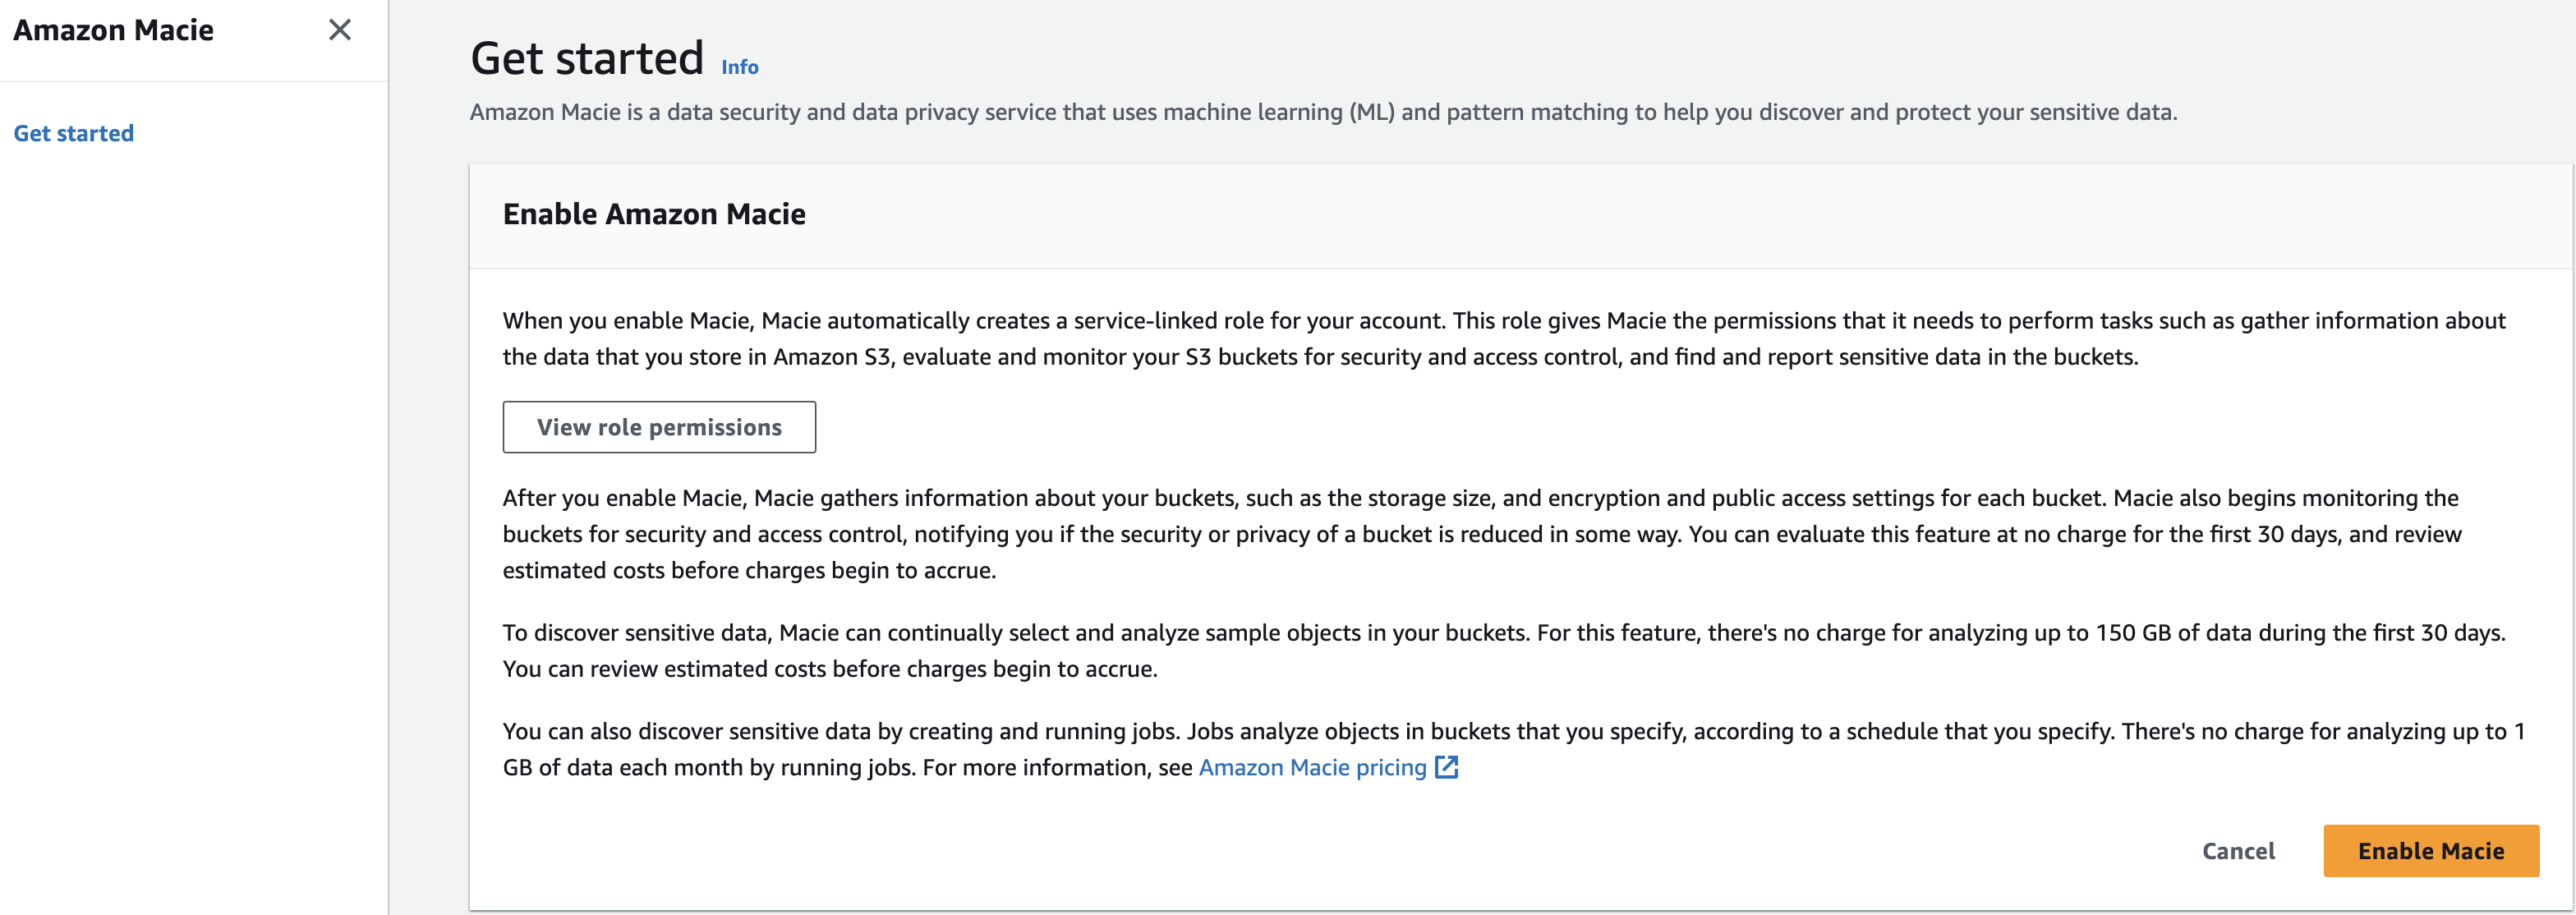 Amazon Macie
Get started
Get started Info
Amazon Macie is a data security and data privacy service that uses machine learning (ML) and pattern matching to help you discover and protect your sensitive data.
Enable Amazon Macie
When you enable Macie, Macie automatically creates a service-linked role for your account. This role gives Macie the permissions that it needs to perform tasks such as gather information about
the data that you store in Amazon S3, evaluate and monitor your S3 buckets for security and access control, and find and report sensitive data in the buckets.
View role permissions
After you enable Macie, Macie gathers information about your buckets, such as the storage size, and encryption and public access settings for each bucket. Macie also begins monitoring the
buckets for security and access control, notifying you if the security or privacy of a bucket is reduced in some way. You can evaluate this feature at no charge for the first 30 days, and review
estimated costs before charges begin to accrue.
To discover sensitive data, Macie can continually select and analyze sample objects in your buckets. For this feature, there's no charge for analyzing up to 150 GB of data during the first 30 days.
You can review estimated costs before charges begin to accrue.
You can also discover sensitive data by creating and running jobs. Jobs analyze objects in buckets that you specify, according to a schedule that you specify. There's no charge for analyzing up to 1
GB of data each month by running jobs. For more information, see Amazon Macie pricing
Cancel Enable Macie